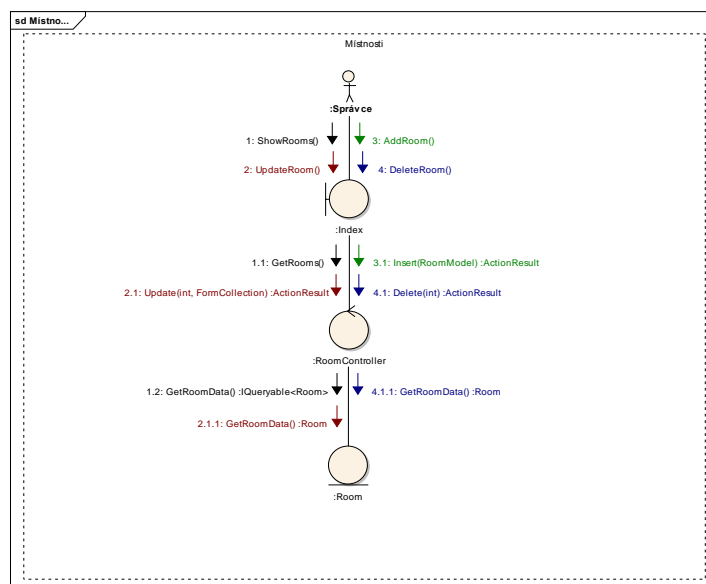 sd Místno...
Místnosti
:Správce
1: ShowRooms()
3: AddRoom()
2: UpdateRoom()
4: DeleteRoom()
:Index
1.1: GetRooms()
3.1: Insert(RoomModel) :ActionResult
2.1: Update(int, FormCollection) :ActionResult
4.1: Delete(int) :ActionResult
:RoomController
1.2: GetRoomData() :IQueryable<Room>
4.1.1: GetRoomData() :Room
2.1.1: GetRoomData() :Room
:Room